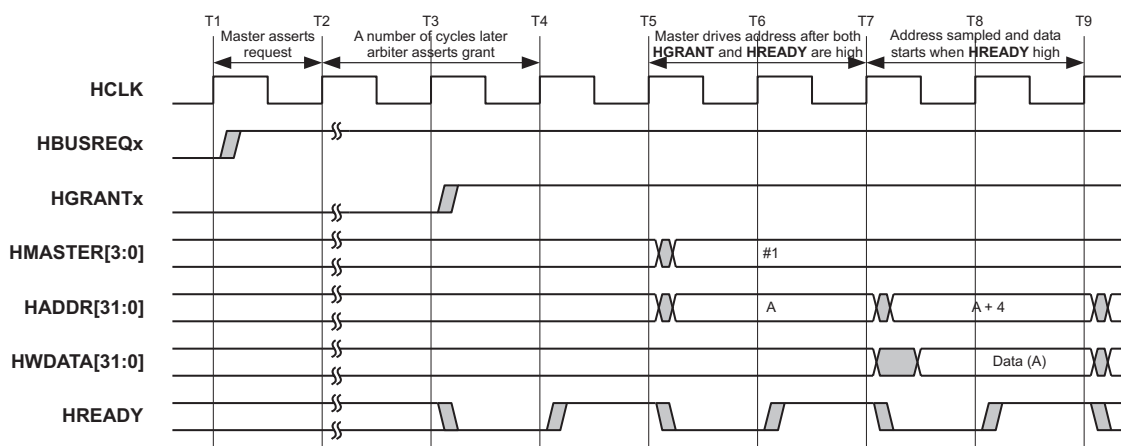 T1 T2 T3 T4 T5 T6 T7 T8 T9
Master asserts
request
A number of cycles later
arbiter asserts grant
Master drives address after both
HGRANT and HREADY are high
Address sampled and data
starts when HREADY high
HCLK
HBUSREQx
HGRANTx
HMASTER[3:0] #1
HADDR[31:0] A A + 4
HWDATA[31:0] Data (A)
HREADY